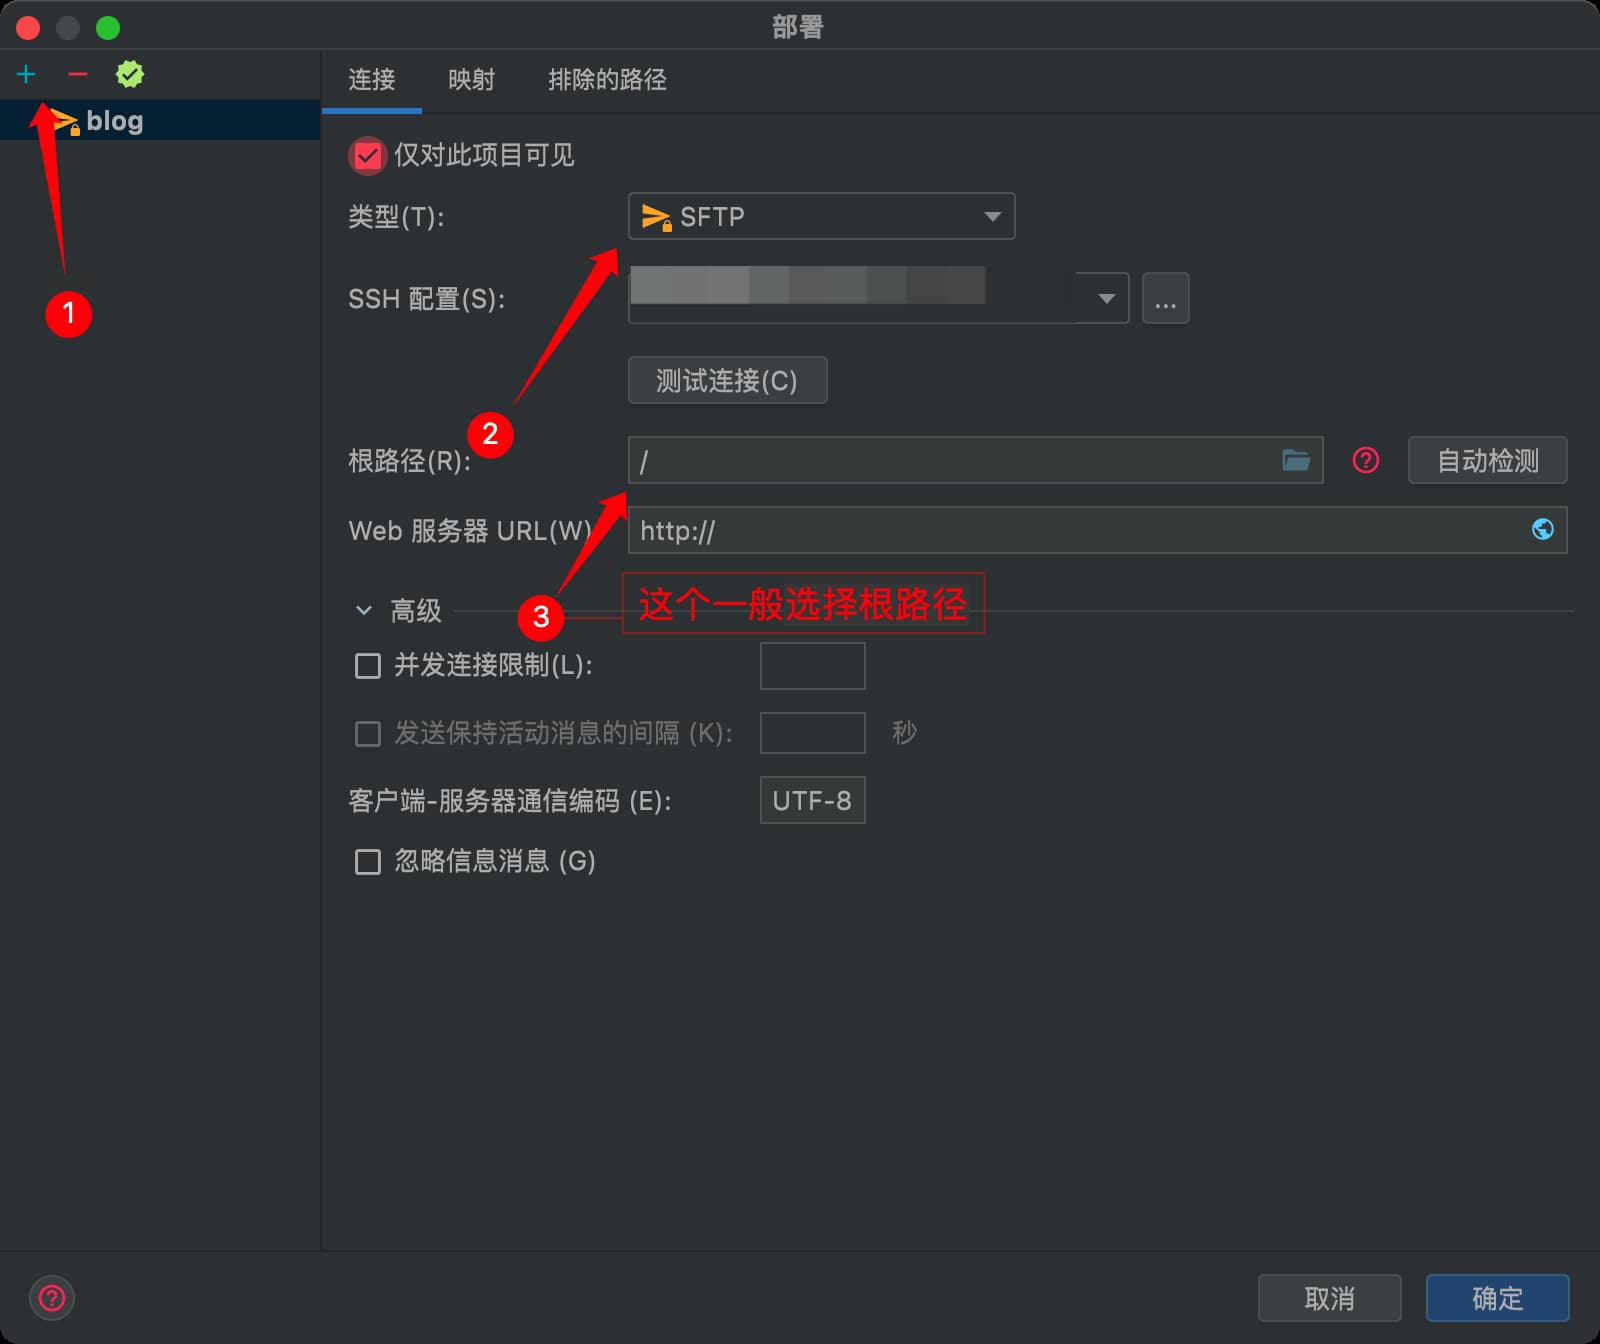 部署
连接 映射 排除的路径
blog
仅对此项目可见
类型(T): SFTP
1
SSH 配置(S): ...
测试连接(C)
2
根路径(R): / 自动检测
Web 服务器 URL(W) http://
高级 3 这个一般选择根路径
并发连接限制(L):
发送保持活动消息的间隔 (K): 秒
客户端-服务器通信编码 (E): UTF-8
忽略信息消息 (G)
取消 确定